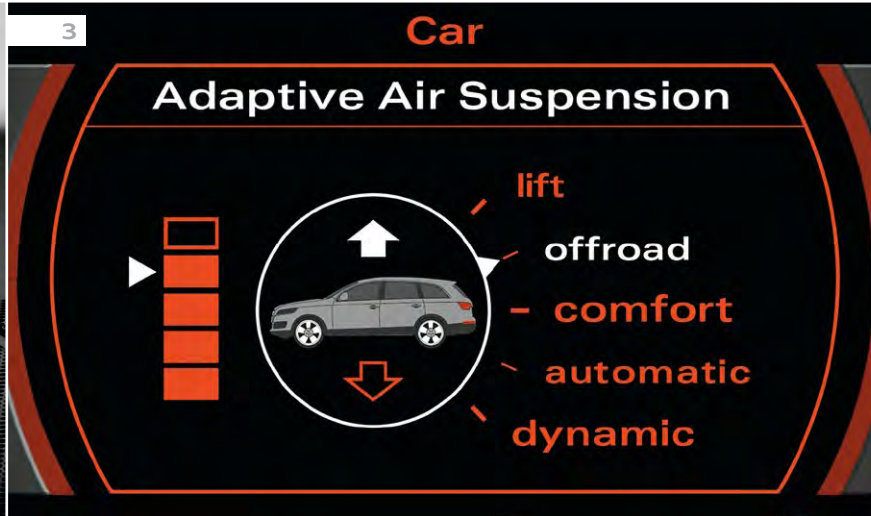 3
Car
Adaptive Air Suspension
lift
offroad
comfort
automatic
dynamic